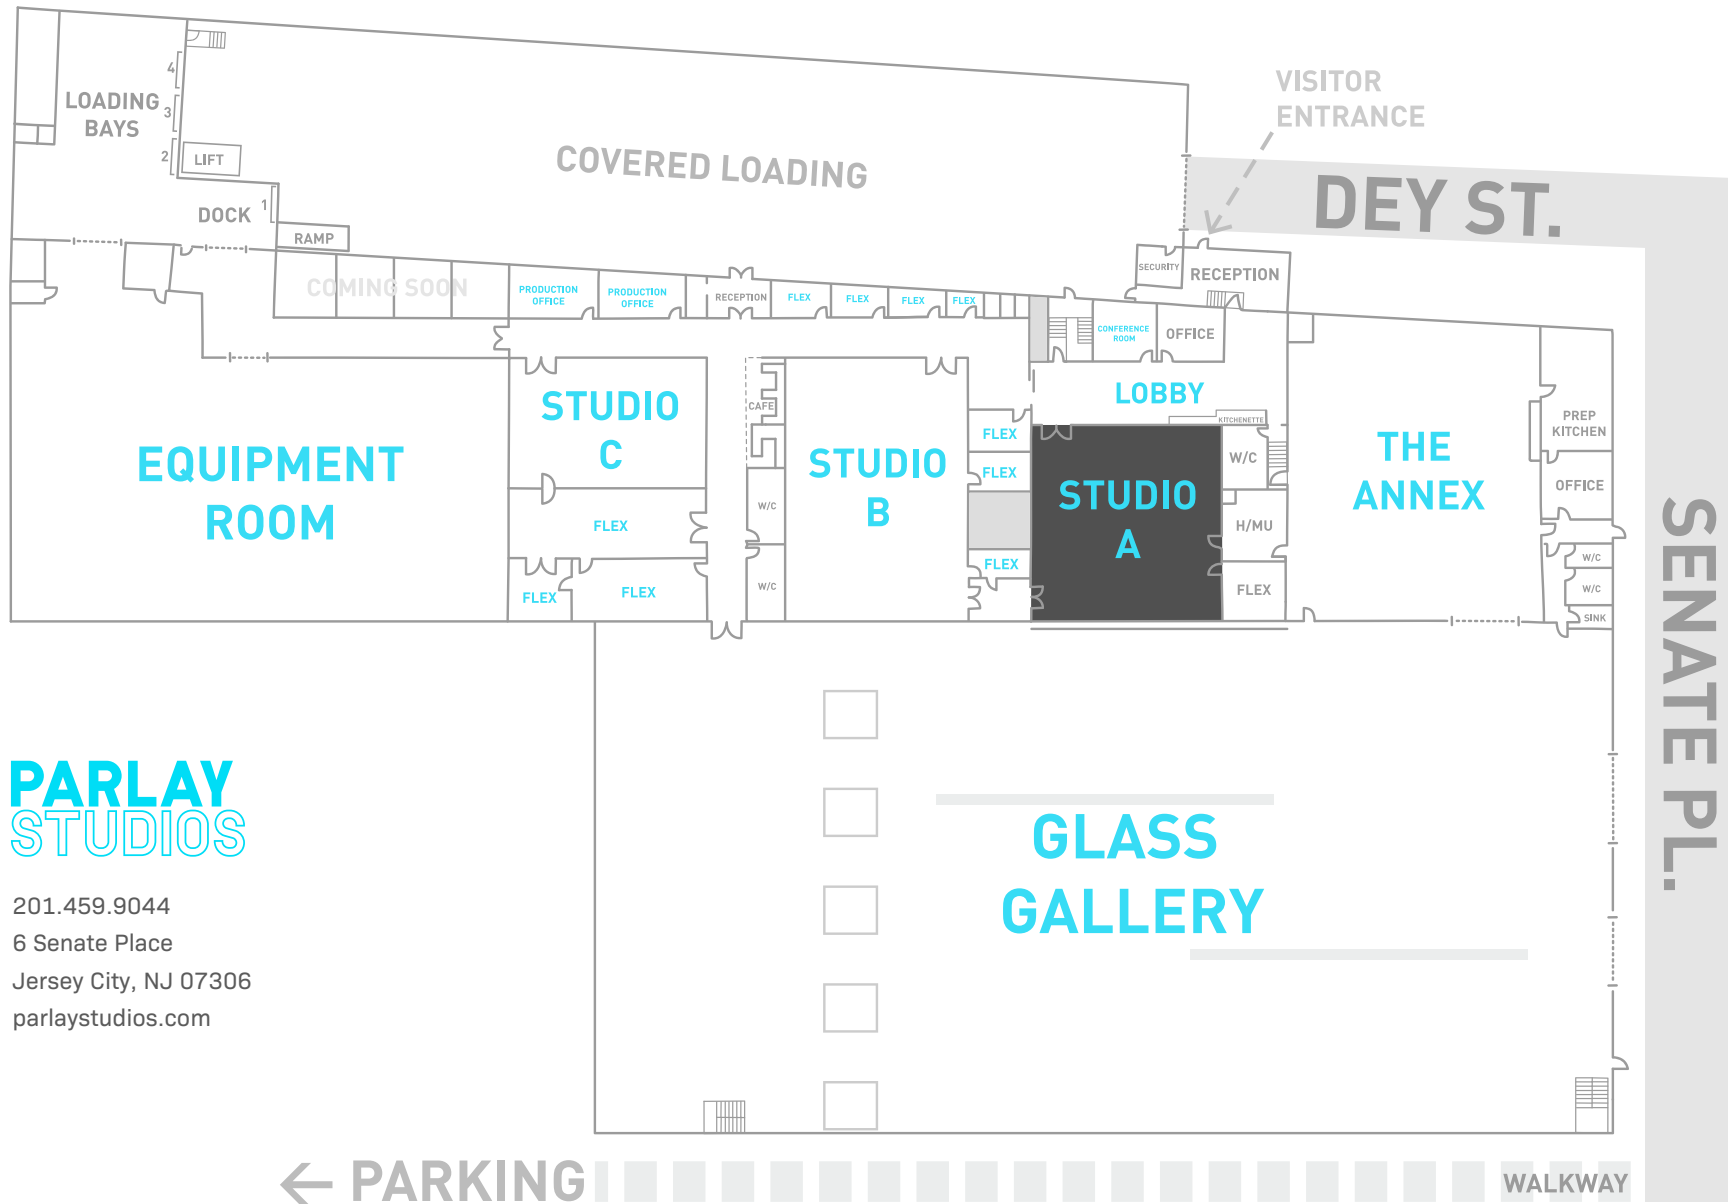 VISITOR
ENTRANCE
4
LOADING
BAYS
3
2
LIFT
COVERED LOADING
DEY ST.
DOCK
1
RAMP
SECURITY
RECEPTION
COMING SOON
PRODUCTION
OFFICE
PRODUCTION
OFFICE
RECEPTION
FLEX
FLEX
FLEX
FLEX
CONFERENCE
ROOM
OFFICE
LOBBY
KITCHENETTE
STUDIO
C
CAFE
EQUIPMENT
ROOM
STUDIO
B
FLEX
FLEX
FLEX
STUDIO
A
W/C
H/MU
FLEX
THE
ANNEX
PREP
KITCHEN
OFFICE
W/C
W/C
SINK
FLEX
FLEX
FLEX
W/C
W/C
SENATE PL.
GLASS
GALLERY
PARLAY
STUDIOS
201.459.9044
6 Senate Place
Jersey City, NJ 07306
parlaystudios.com
PARKING
WALKWAY